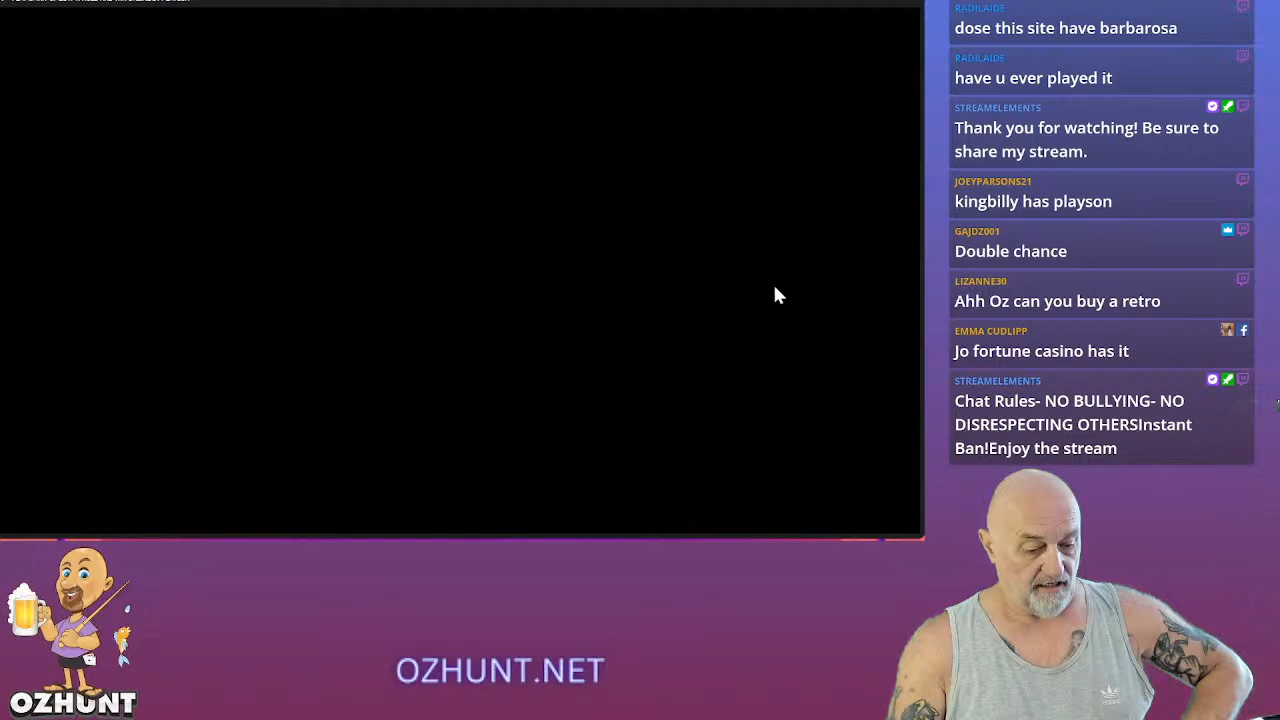 RADILAIDE
dose this site have barbarosa
RADILAIDE
have u ever played it
STREAMELEMENTS
Thank you for watching! Be sure to
share my stream.
JOEYPARSONS21
kingbilly has playson
GAJDZ001
Double chance
LIZANNE30
Ahh Oz can you buy a retro
EMMA CUDLIPP
Jo fortune casino has it
STREAMELEMENTS
Chat Rules- NO BULLYING- NO
DISRESPECTING OTHERSInstant
Ban!Enjoy the stream
OZHUNT.NET
OZHUNT